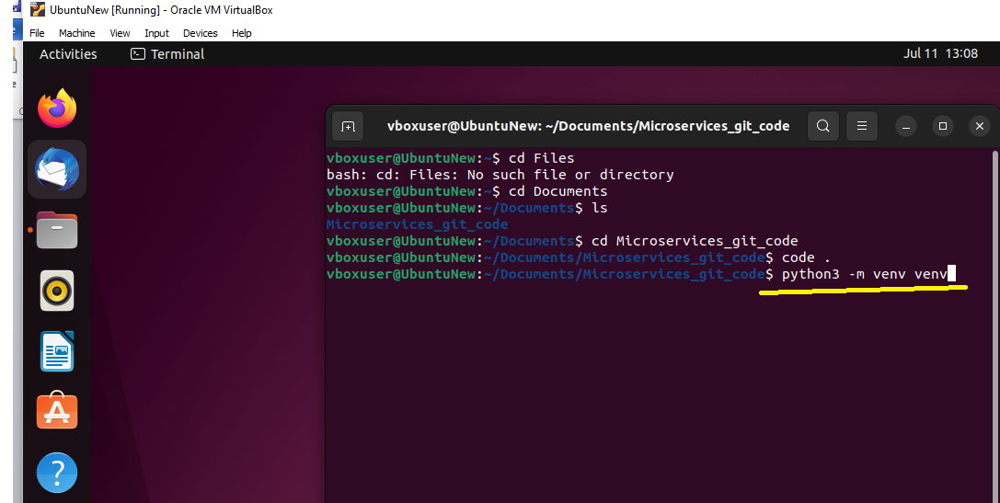 UbuntuNew [Running] - Oracle VM VirtualBox
File Machine View Input Devices Help
Activities Terminal Jul 11 13:08
vboxuser@UbuntuNew: ~/Documents/Microservices_git_code
vboxuser@UbuntuNew:~$ cd Files
bash: cd: Files: No such file or directory
vboxuser@UbuntuNew:~$ cd Documents
vboxuser@UbuntuNew:~/Documents$ ls
Microservices_git_code
vboxuser@UbuntuNew:~/Documents$ cd Microservices_git_code
vboxuser@UbuntuNew:~/Documents/Microservices_git_code$ code .
vboxuser@UbuntuNew:~/Documents/Microservices_git_code$ python3 -m venv venv